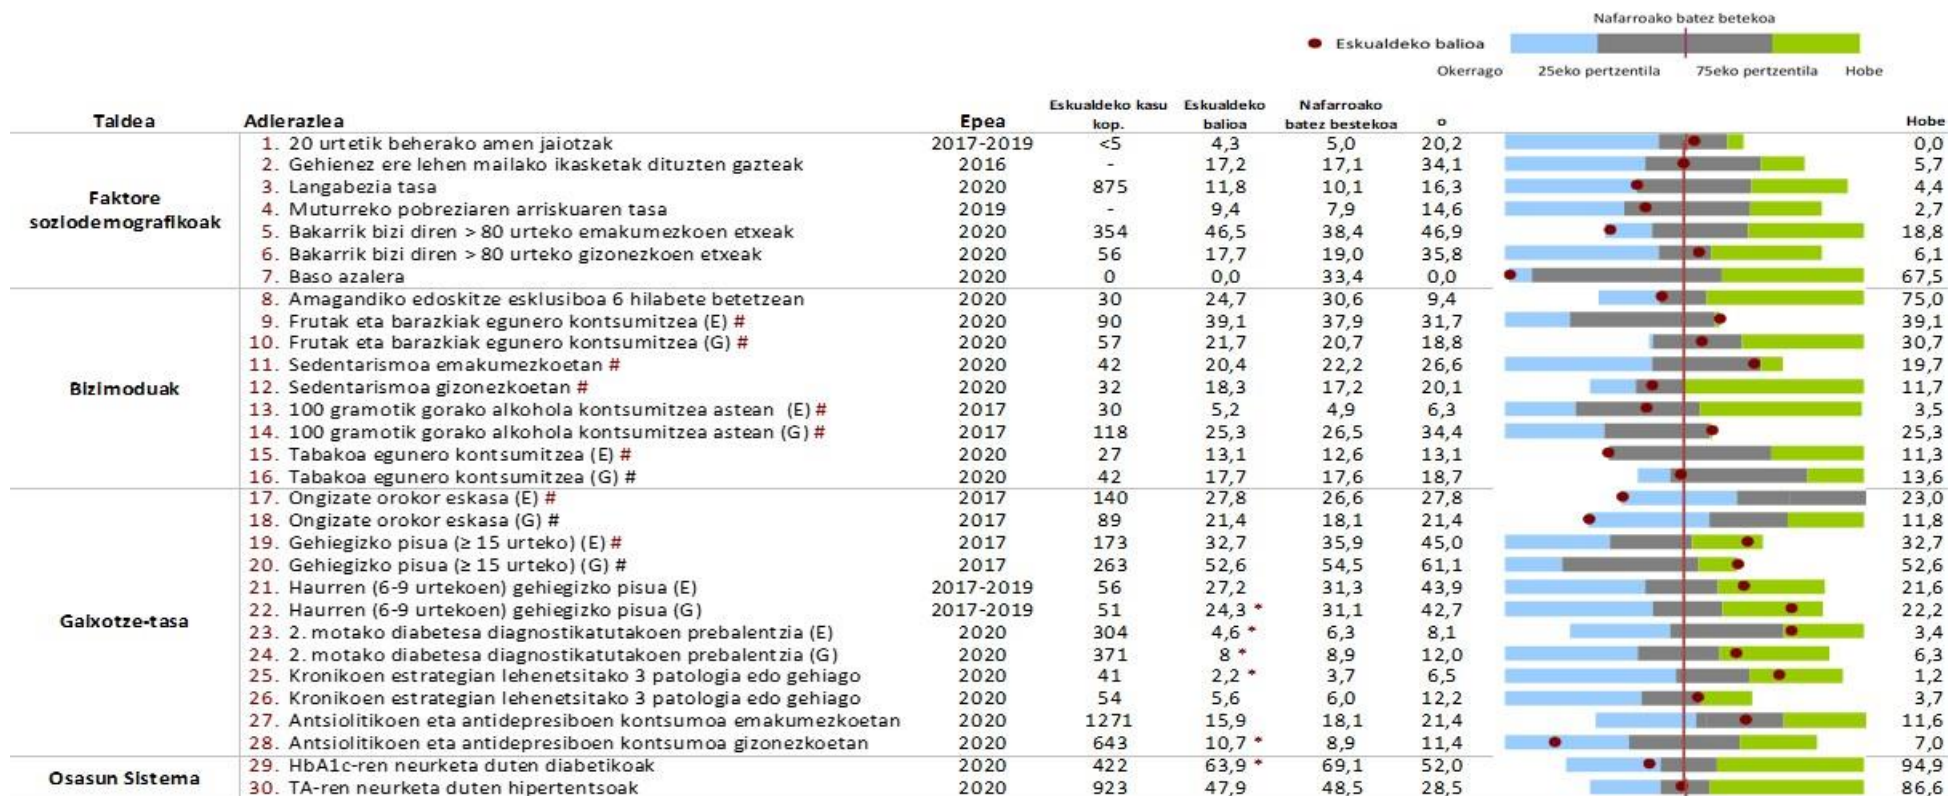 Nafarroako batez betekoa
Eskualdeko balioa
Okerrago 25eko pertzentila 75eko pertzentila Hobe
Taldea Adierazlea Epea Eskualdeko kasu kop. Eskualdeko balioa Nafarroako batez bestekoa o Hobe
Faktore soziodemografikoak
1. 20 urtetik beherako amen jaiotzak 2017-2019 <5 4,3 5,0 20,2 0,0
2. Gehienez ere lehen mailako ikasketak dituzten gazteak 2016 - 17,2 17,1 34,1 5,7
3. Langabezia tasa 2020 875 11,8 10,1 16,3 4,4
4. Muturreko pobreziaren arriskuaren tasa 2019 - 9,4 7,9 14,6 2,7
5. Bakarrik bizi diren > 80 urteko emakumezkoen etxeak 2020 354 46,5 38,4 46,9 18,8
6. Bakarrik bizi diren > 80 urteko gizonezkoen etxeak 2020 56 17,7 19,0 35,8 6,1
7. Baso azalera 2020 0 0,0 33,4 0,0 67,5
Bizimoduak
8. Amagandiko edoskitze esklusiboa 6 hilabete betetzean 2020 30 24,7 30,6 9,4 75,0
9. Frutak eta barazkiak egunero kontsumitzea (E) # 2020 90 39,1 37,9 31,7 39,1
10. Frutak eta barazkiak egunero kontsumitzea (G) # 2020 57 21,7 20,7 18,8 30,7
11. Sedentarismoa emakumezkoetan # 2020 42 20,4 22,2 26,6 19,7
12. Sedentarismoa gizonezkoetan # 2020 32 18,3 17,2 20,1 11,7
13. 100 gramotik gorako alkohola kontsumitzea astean (E) # 2017 30 5,2 4,9 6,3 3,5
14. 100 gramotik gorako alkohola kontsumitzea astean (G) # 2017 118 25,3 26,5 34,4 25,3
15. Tabakoa egunero kontsumitzea (E) # 2020 27 13,1 12,6 13,1 11,3
16. Tabakoa egunero kontsumitzea (G) # 2020 42 17,7 17,6 18,7 13,6
Gaixotze-tasa
17. Ongizate orokor eskasa (E) # 2017 140 27,8 26,6 27,8 23,0
18. Ongizate orokor eskasa (G) # 2017 89 21,4 18,1 21,4 11,8
19. Gehiegizko pisua (≥ 15 urteko) (E) # 2017 173 32,7 35,9 45,0 32,7
20. Gehiegizko pisua (≥ 15 urteko) (G) # 2017 263 52,6 54,5 61,1 52,6
21. Haurren (6-9 urtekoen) gehiegizko pisua (E) 2017-2019 56 27,2 31,3 43,9 21,6
22. Haurren (6-9 urtekoen) gehiegizko pisua (G) 2017-2019 51 24,3 * 31,1 42,7 22,2
23. 2. motako diabetesa diagnostikatutakoen prebalentzia (E) 2020 304 4,6 * 6,3 8,1 3,4
24. 2. motako diabetesa diagnostikatutakoen prebalentzia (G) 2020 371 8 * 8,9 12,0 6,3
25. Kronikoen estrategian lehenetsitako 3 patologia edo gehiago 2020 41 2,2 * 3,7 6,5 1,2
26. Kronikoen estrategian lehenetsitako 3 patologia edo gehiago 2020 54 5,6 6,0 12,2 3,7
27. Antsiolitikoen eta antidepresiboen kontsumoa emakumezkoetan 2020 1271 15,9 18,1 21,4 11,6
28. Antsiolitikoen eta antidepresiboen kontsumoa gizonezkoetan 2020 643 10,7 * 8,9 11,4 7,0
Osasun Sistema
29. HbA1c-ren neurketa duten diabetikoak 2020 422 63,9 * 69,1 52,0 94,9
30. TA-ren neurketa duten hipertentsoak 2020 923 47,9 48,5 28,5 86,6